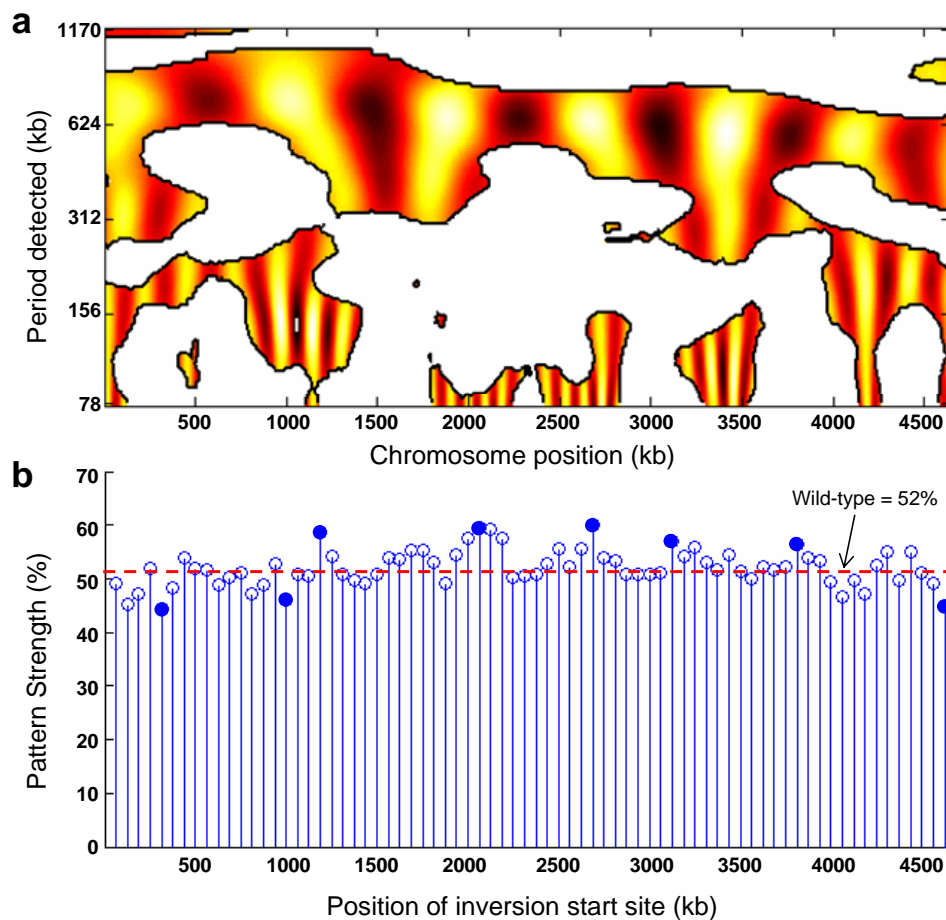 a
1170
624
312
156
78
Period detected (kb)
500 1000 1500 2000 2500 3000 3500 4000 4500
Chromosome position (kb)
b
70
60
50
40
30
20
10
0
Pattern Strength (%)
Wild-type = 52%
500 1000 1500 2000 2500 3000 3500 4000 4500
Position of inversion start site (kb)